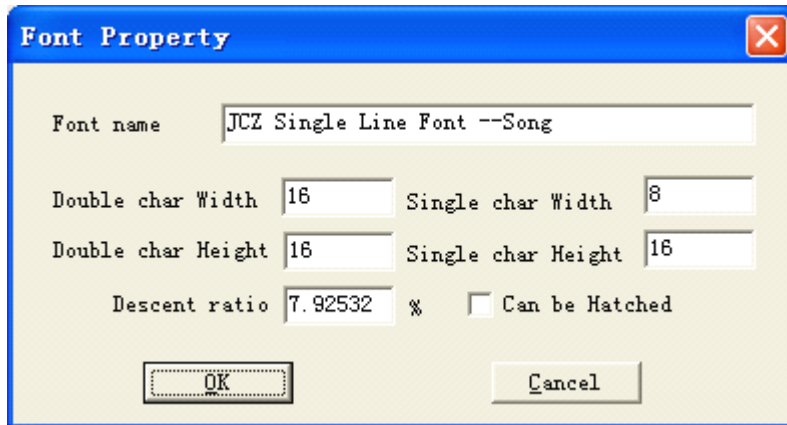 Font Property
Font name JCZ Single Line Font --Song
Double char Width 16 Single char Width 8
Double char Height 16 Single char Height 16
Descent ratio 7.92532 % Can be Hatched
OK Cancel